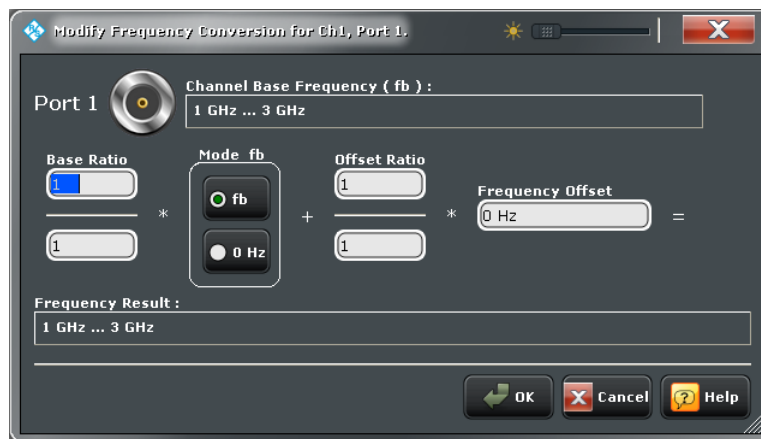 Modify Frequency Conversion for Ch1, Port 1.
Port 1
Channel Base Frequency ( fb ) :
1 GHz ... 3 GHz
Base Ratio
Mode fb
Offset Ratio
1
1
fb
Frequency Offset
*
+
*
0 Hz
=
1
0 Hz
1
Frequency Result :
1 GHz ... 3 GHz
OK
X Cancel
? Help